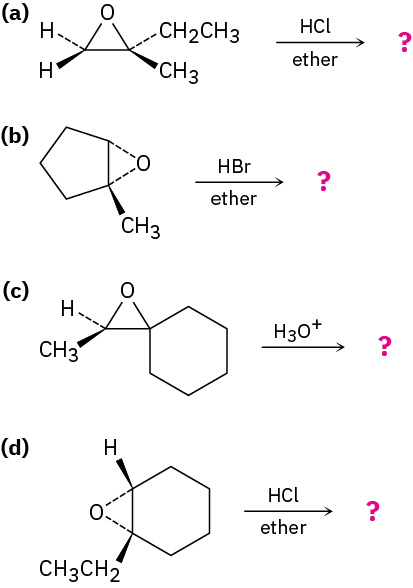 (a)
H
O
CH₂CH₃
H
CH₃
HCl
ether
?
(b)
O
CH₃
HBr
ether
?
(c)
H
O
CH₃
H₃O⁺
?
(d)
H
O
CH₃CH₂
HCl
ether
?